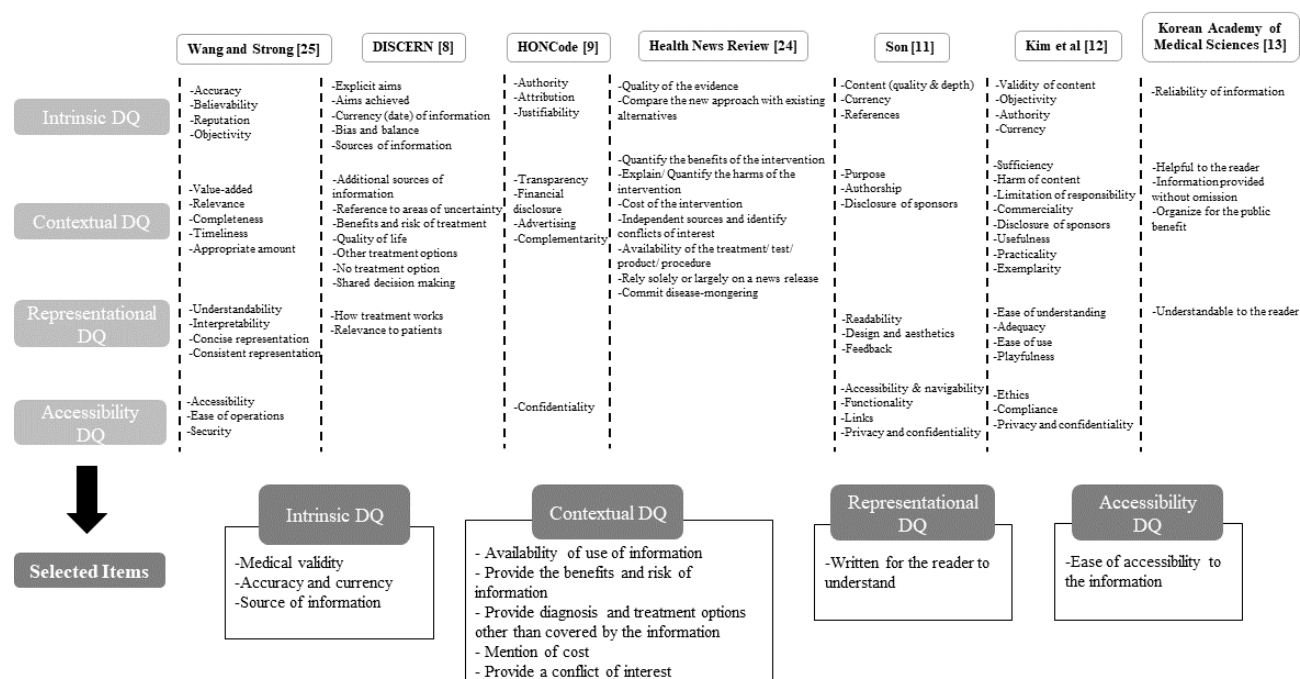 Wang and Strong [25]
DISCERN [8]
HONCode [9]
Health News Review [24]
Son [11]
Kim et al [12]
Korean Academy of
Medical Sciences [13]
Intrinsic DQ
-Accuracy
-Believability
-Reputation
-Objectivity
-Explicit aims
-Aims achieved
-Currency (date) of information
-Bias and balance
-Sources of information
-Authority
-Attribution
-Justifiability
-Quality of the evidence
-Compare the new approach with existing
alternatives
-Content (quality & depth)
-Currency
-References
-Validity of content
-Objectivity
-Authority
-Currency
-Reliability of information
Contextual DQ
-Value-added
-Relevance
-Completeness
-Timeliness
-Appropriate amount
-Additional sources of
information
-Reference to areas of uncertainty
-Benefits and risk of treatment
-Quality of life
-Other treatment options
-No treatment option
-Shared decision making
-Transparency
-Financial
disclosure
-Advertising
-Complementarity
-Quantify the benefits of the intervention
-Explain/ Quantify the harms of the
intervention
-Cost of the intervention
-Independent sources and identify
conflicts of interest
-Availability of the treatment/ test/
product/ procedure
-Rely solely or largely on a news release
-Commit disease-mongering
-Purpose
-Authorship
-Disclosure of sponsors
-Sufficiency
-Harm of content
-Limitation of responsibility
-Commerciality
-Disclosure of sponsors
-Usefulness
-Practicality
-Exemplarity
-Helpful to the reader
-Information provided
without omission
-Organize for the public
benefit
Representational
DQ
-Understandability
-Interpretability
-Concise representation
-Consistent representation
-How treatment works
-Relevance to patients
-Readability
-Design and aesthetics
-Feedback
-Ease of understanding
-Adequacy
-Ease of use
-Playfulness
-Understandable to the reader
Accessibility
DQ
-Accessibility
-Ease of operations
-Security
-Confidentiality
-Accessibility & navigability
-Functionality
-Links
-Privacy and confidentiality
-Ethics
-Compliance
-Privacy and confidentiality
Selected Items
Intrinsic DQ
-Medical validity
-Accuracy and currency
-Source of information
Contextual DQ
- Availability of use of information
- Provide the benefits and risk of
information
- Provide diagnosis and treatment options
other than covered by the information
- Mention of cost
- Provide a conflict of interest
Representational
DQ
-Written for the reader to
understand
Accessibility
DQ
-Ease of accessibility to
the information